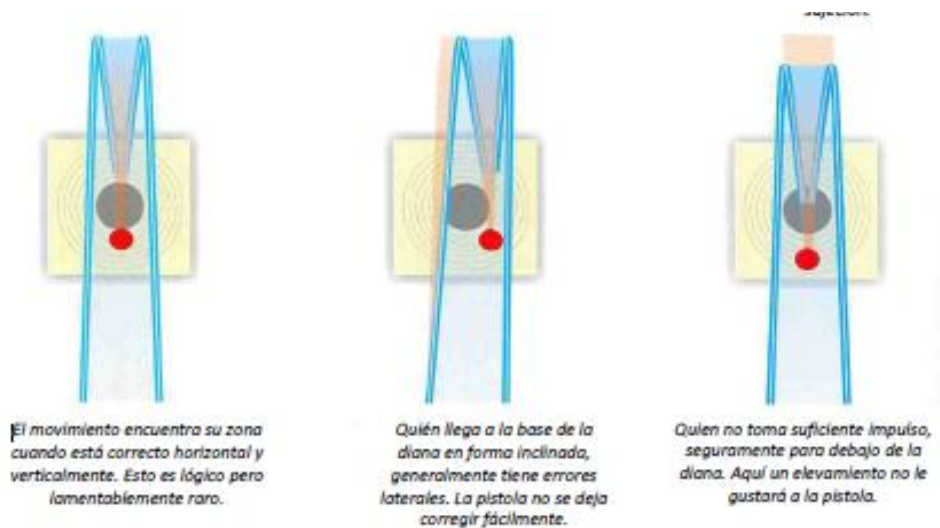 sujeción.
El movimiento encuentra su zona
cuando está correcto horizontal y
verticalmente. Esto es lógico pero
lamentablemente raro.
Quién llega a la base de la
diana en forma inclinada,
generalmente tiene errores
laterales. La pistola no se deja
corregir fácilmente.
Quien no toma suficiente impulso,
seguramente para debajo de la
diana. Aquí un elevamiento no le
gustará a la pistola.